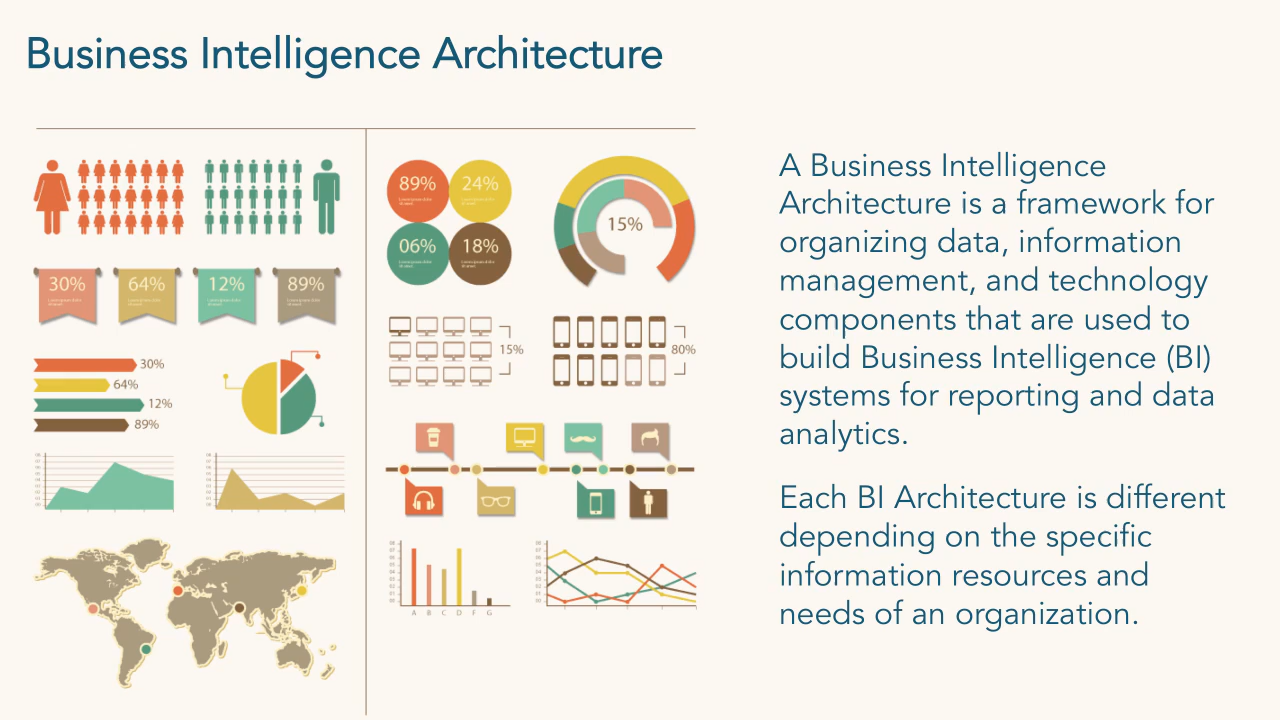 Business Intelligence Architecture
A Business Intelligence
Architecture is a framework for
organizing data, information
management, and technology
components that are used to
build Business Intelligence (BI)
systems for reporting and data
analytics.
Each BI Architecture is different
depending on the specific
information resources and
needs of an organization.
30%
64%
12%
89%
30%
64%
12%
89%
89%
24%
06%
18%
15%
15%
80%
A B C D F G